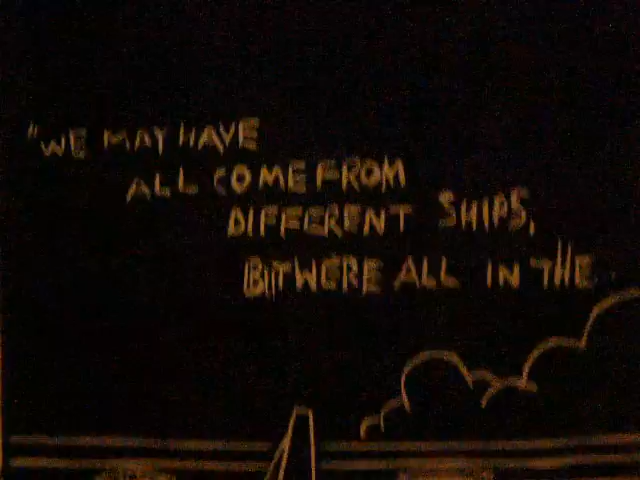 "WE MAY HAVE
ALL COME FROM
DIFFERENT SHIPS,
BUT WERE ALL IN THE